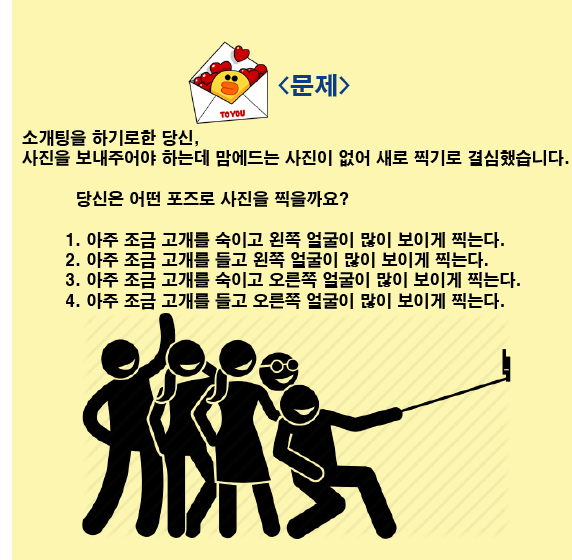 TO YOU
<문제>
소개팅을 하기로한 당신,
사진을 보내주어야 하는데 맘에드는 사진이 없어 새로 찍기로 결심했습니다.
당신은 어떤 포즈로 사진을 찍을까요?
1. 아주 조금 고개를 숙이고 왼쪽 얼굴이 많이 보이게 찍는다.
2. 아주 조금 고개를 들고 왼쪽 얼굴이 많이 보이게 찍는다.
3. 아주 조금 고개를 숙이고 오른쪽 얼굴이 많이 보이게 찍는다.
4. 아주 조금 고개를 들고 오른쪽 얼굴이 많이 보이게 찍는다.